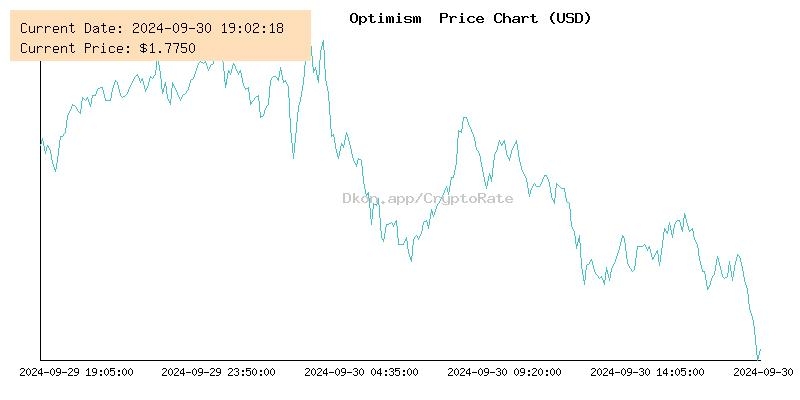 Optimism  Price Chart (USD)
Current Date: 2024-09-30 19:02:18
Current Price: $1.7750
Dkon.app/CryptoRate
2024-09-29 19:05:00 2024-09-29 23:50:00 2024-09-30 04:35:00 2024-09-30 09:20:00 2024-09-30 14:05:00 2024-09-30